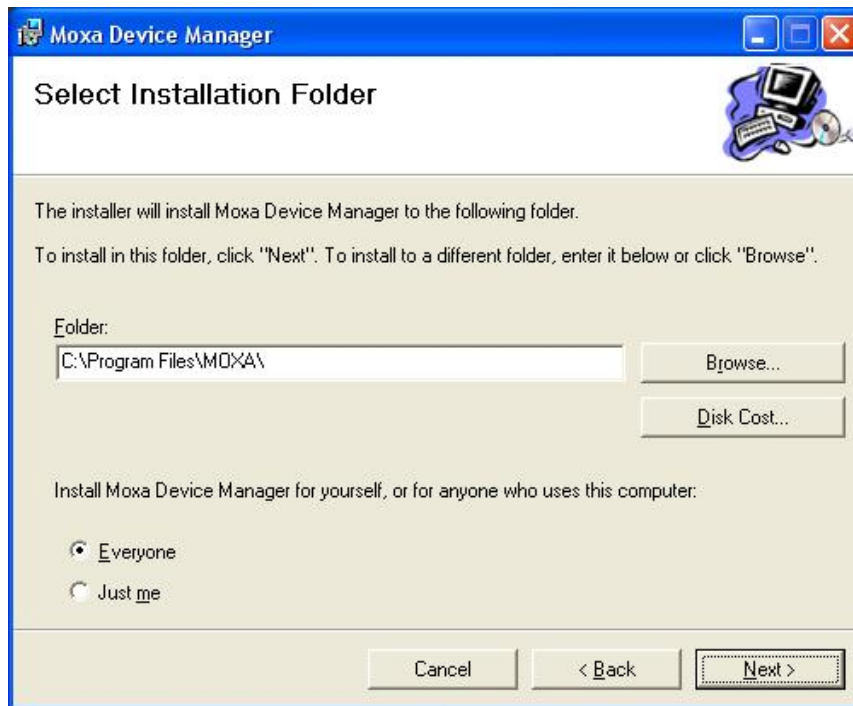 Moxa Device Manager
Select Installation Folder
The installer will install Moxa Device Manager to the following folder.
To install in this folder, click "Next". To install to a different folder, enter it below or click "Browse".
Folder:
C:\Program Files\MOXA\
Browse...
Disk Cost...
Install Moxa Device Manager for yourself, or for anyone who uses this computer:
Everyone
Just me
Cancel
< Back
Next >